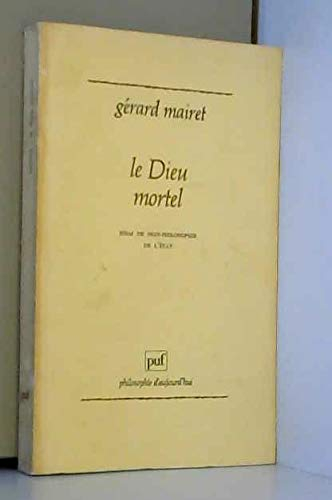 gérard mairet
le Dieu
mortel
ESSAI DE NON-PHILOSOPHIE
DE L'ÉTAT
puf
philosophie d'aujourd'hui